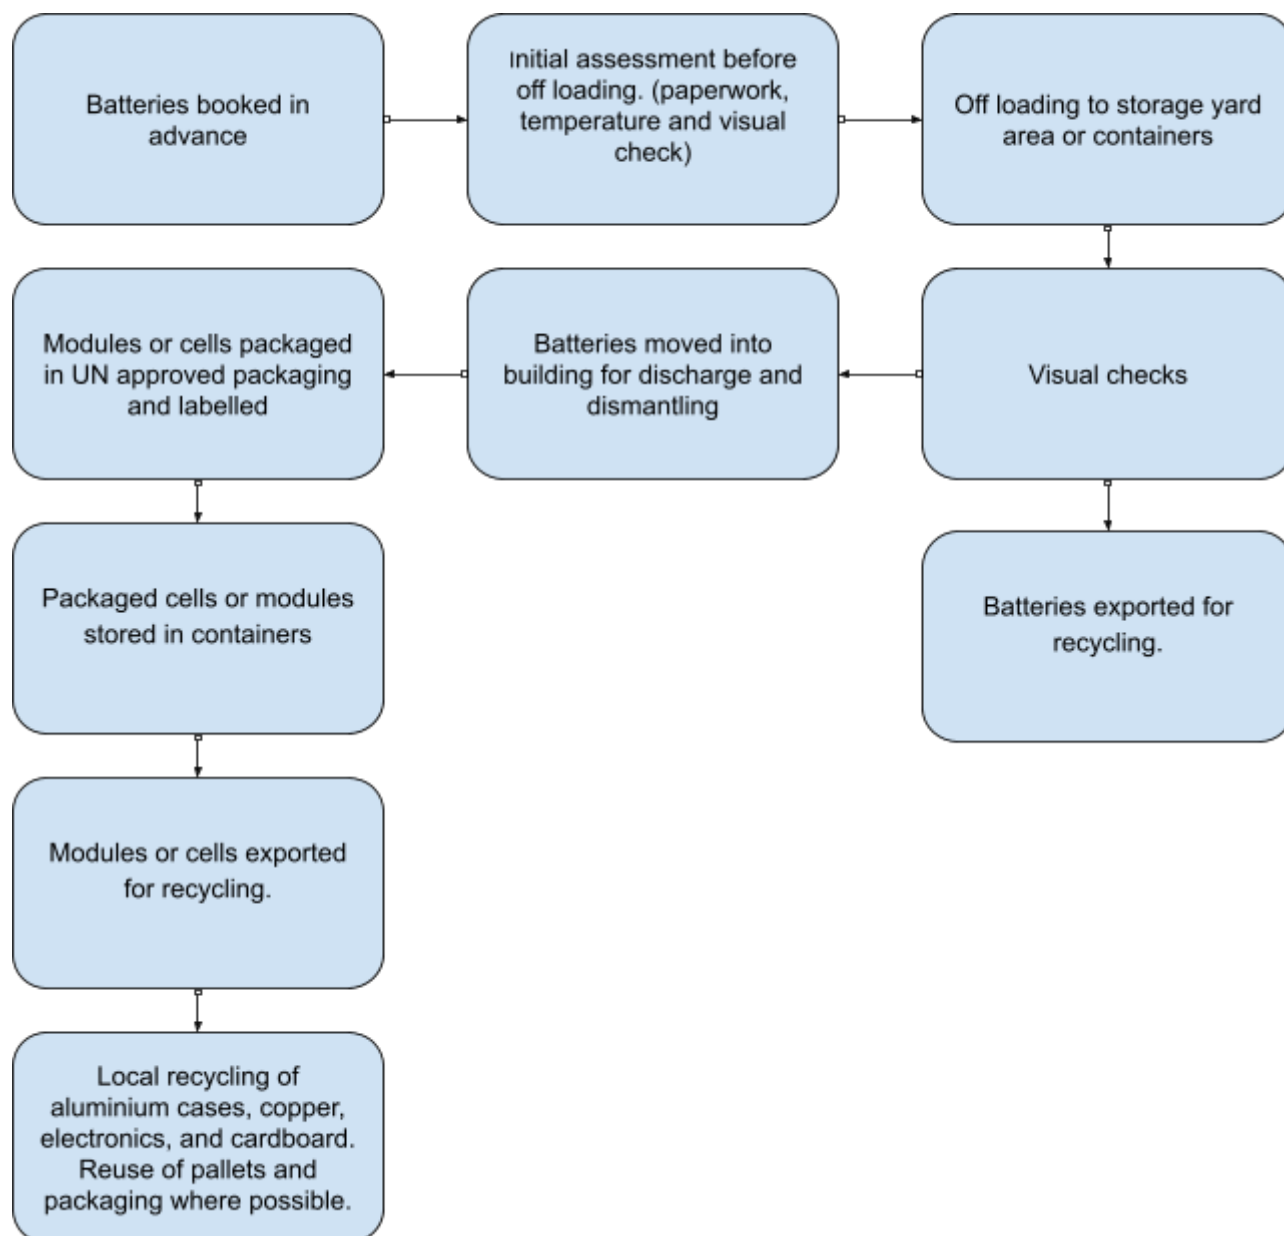 Batteries booked in
advance
Initial assessment before
off loading. (paperwork,
temperature and visual
check)
Off loading to storage yard
area or containers
Visual checks
Batteries moved into
building for discharge and
dismantling
Modules or cells packaged
in UN approved packaging
and labelled
Packaged cells or modules
stored in containers
Batteries exported for
recycling.
Modules or cells exported
for recycling.
Local recycling of
aluminium cases, copper,
electronics, and cardboard.
Reuse of pallets and
packaging where possible.